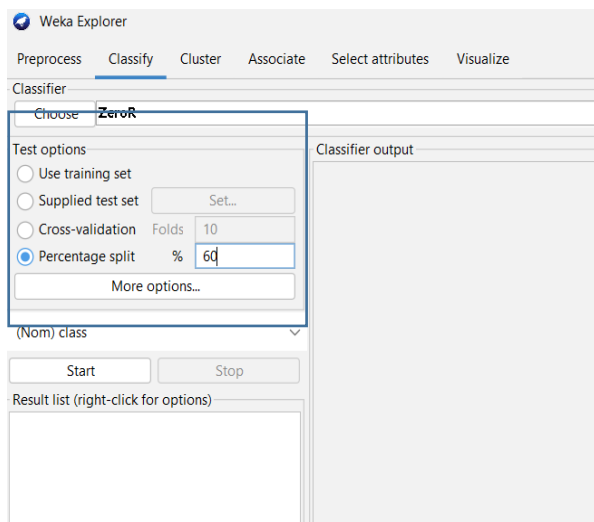 Weka Explorer
Preprocess Classify Cluster Associate Select attributes Visualize
Classifier
Choose ZeroR
Test options
Classifier output
Use training set
Supplied test set Set...
Cross-validation Folds 10
Percentage split % 60
More options...
(Nom) class
Start Stop
Result list (right-click for options)